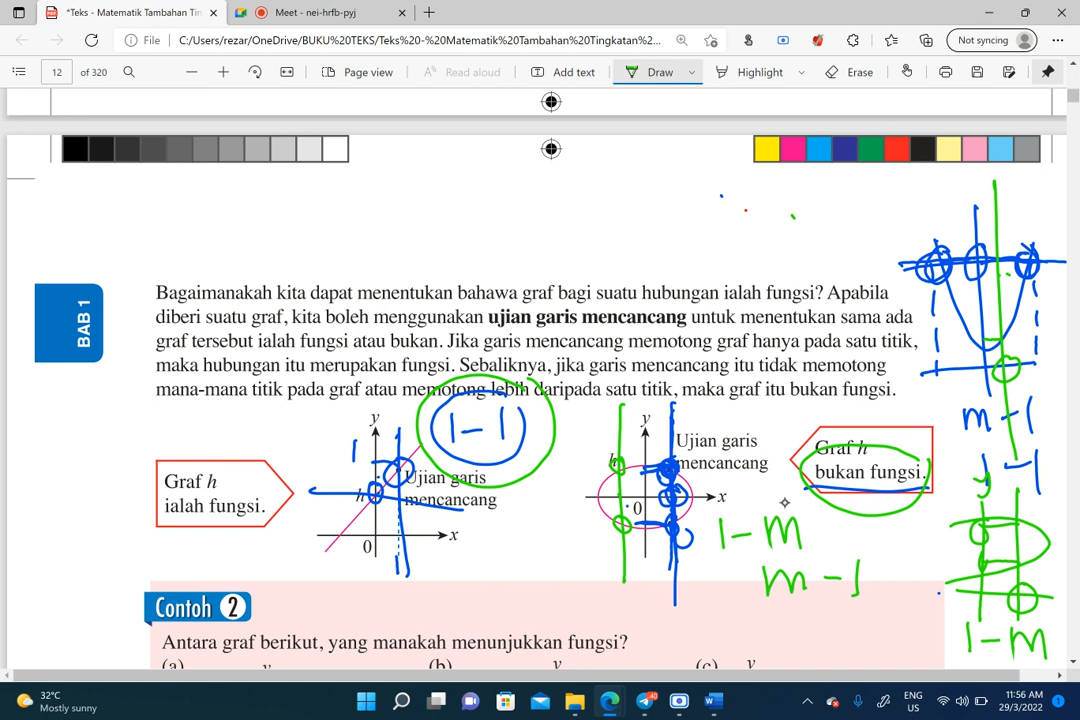 *Teks - Matematik Tambahan Tin
Meet - nei-hrfb-pyj
File
C:/Users/rezar/OneDrive/BUKU%20TEKS/Teks%20-%20Matematik%20Tambahan%20Tingkatan%...
Not syncing
12 of 320
Page view
Read aloud
Add text
Draw
Highlight
Erase
BAB 1
Bagaimanakah kita dapat menentukan bahawa graf bagi suatu hubungan ialah fungsi? Apabila
diberi suatu graf, kita boleh menggunakan ujian garis mencancang untuk menentukan sama ada
graf tersebut ialah fungsi atau bukan. Jika garis mencancang memotong graf hanya pada satu titik,
maka hubungan itu merupakan fungsi. Sebaliknya, jika garis mencancang itu tidak memotong
mana-mana titik pada graf atau memotong lebih daripada satu titik, maka graf itu bukan fungsi.
Graf h
ialah fungsi.
y
1
1 - 1
h
Ujian garis
mencancang
0
x
1
y
h
Ujian garis
mencancang
0
x
Graf h
bukan fungsi.
1 - m
m - 1
m - 1
1 - 1
y
1 - m
Contoh 2
Antara graf berikut, yang manakah menunjukkan fungsi?
(a)
y
(b)
y
(c)
y
32°C
Mostly sunny
40
ENG
US
11:56 AM
29/3/2022
1